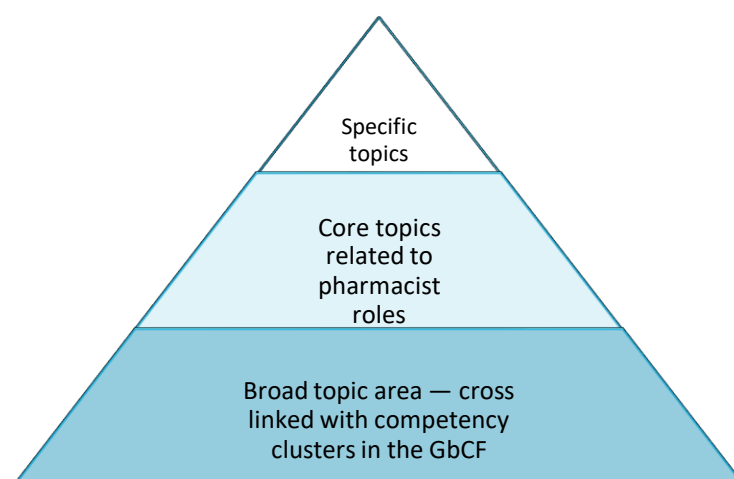 Specific
topics
Core topics
related to
pharmacist
roles
Broad topic area — cross
linked with competency
clusters in the GbCF